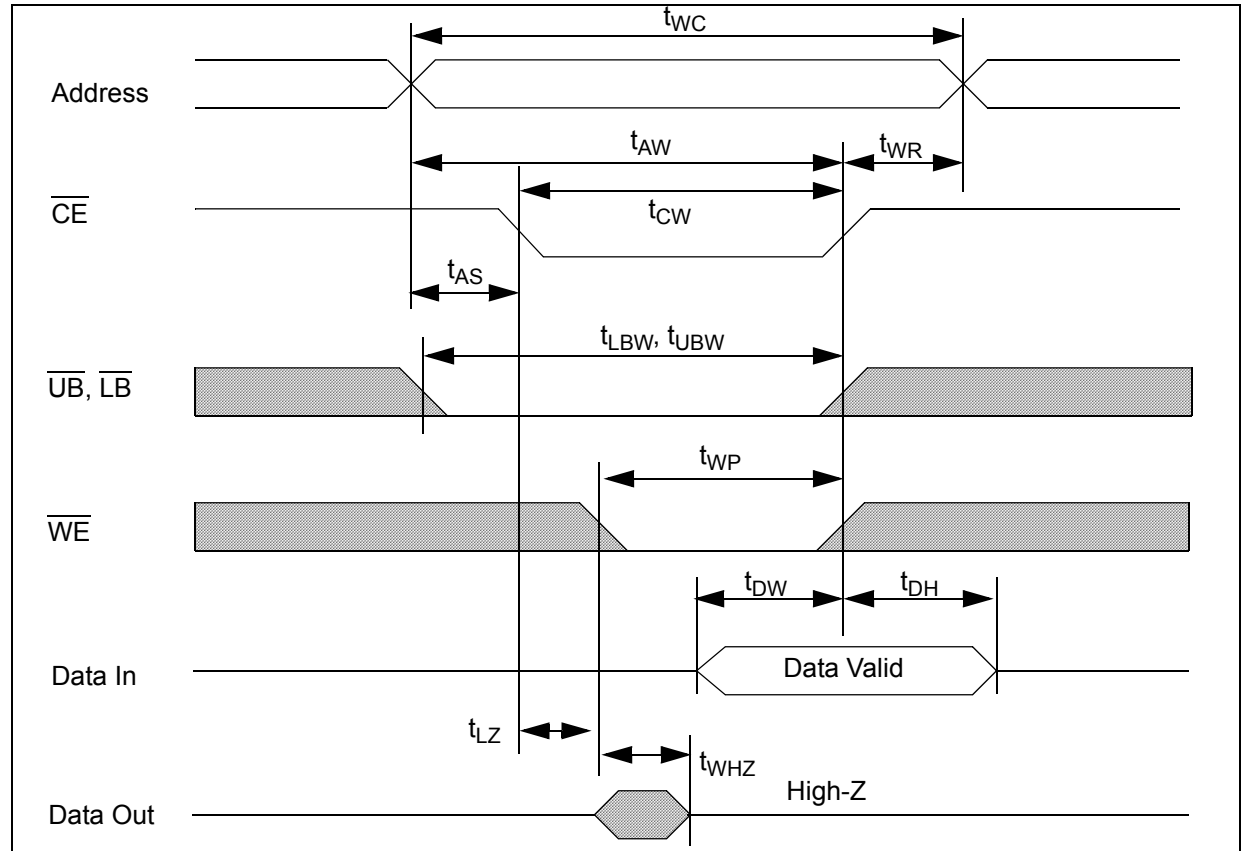 tWC
Address
tAW
tWR
CE
tCW
tAS
tLBW, tUBW
UB, LB
tWP
WE
tDW
tDH
Data In
Data Valid
tLZ
tWHZ
High-Z
Data Out